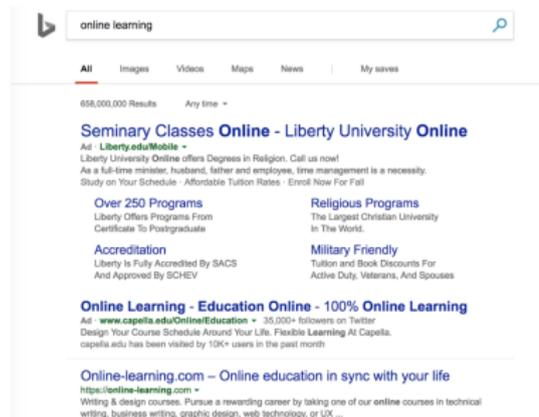 online learning
All Images Videos Maps News My saves
658,000,000 Results Any time
Seminary Classes Online - Liberty University Online
Ad · Liberty.edu/Mobile
Liberty University Online offers Degrees in Religion. Call us now!
As a full-time minister, husband, father and employee, time management is a necessity.
Study on Your Schedule · Affordable Tuition Rates · Enroll Now For Fall
Over 250 Programs
Liberty Offers Programs From
Certificate To Postgraduate
Religious Programs
The Largest Christian University
In The World.
Accreditation
Liberty Is Fully Accredited By SACS
And Approved By SCHEV
Military Friendly
Tuition and Book Discounts For
Active Duty, Veterans, And Spouses
Online Learning - Education Online - 100% Online Learning
Ad · www.capella.edu/Online/Education 35,000+ followers on Twitter
Design Your Course Schedule Around Your Life. Flexible Learning At Capella.
capella.edu has been visited by 10K+ users in the past month
Online-learning.com – Online education in sync with your life
https://online-learning.com
Writing & design courses. Pursue a rewarding career by taking one of our online courses in technical
writing, business writing, graphic design, web technology, or UX ...